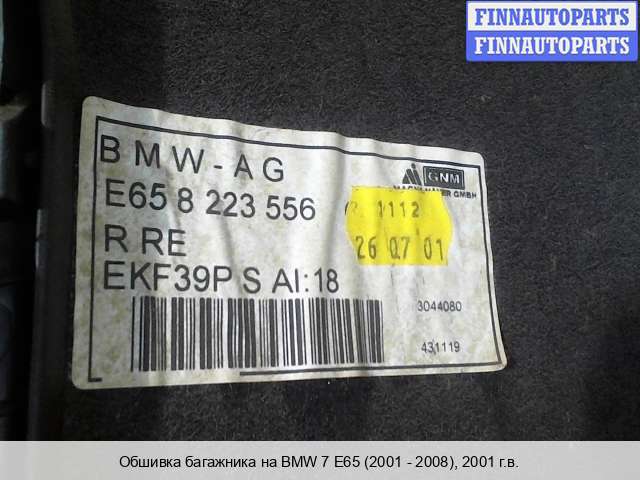 FINNAUTOPARTS
FINNAUTOPARTS
BMW-AG
GNM
E65 8 223 556
1112
R RE
26 07 01
EKF39P S AI:18
3044080
431119
Обшивка багажника на BMW 7 E65 (2001 - 2008), 2001 г.в.